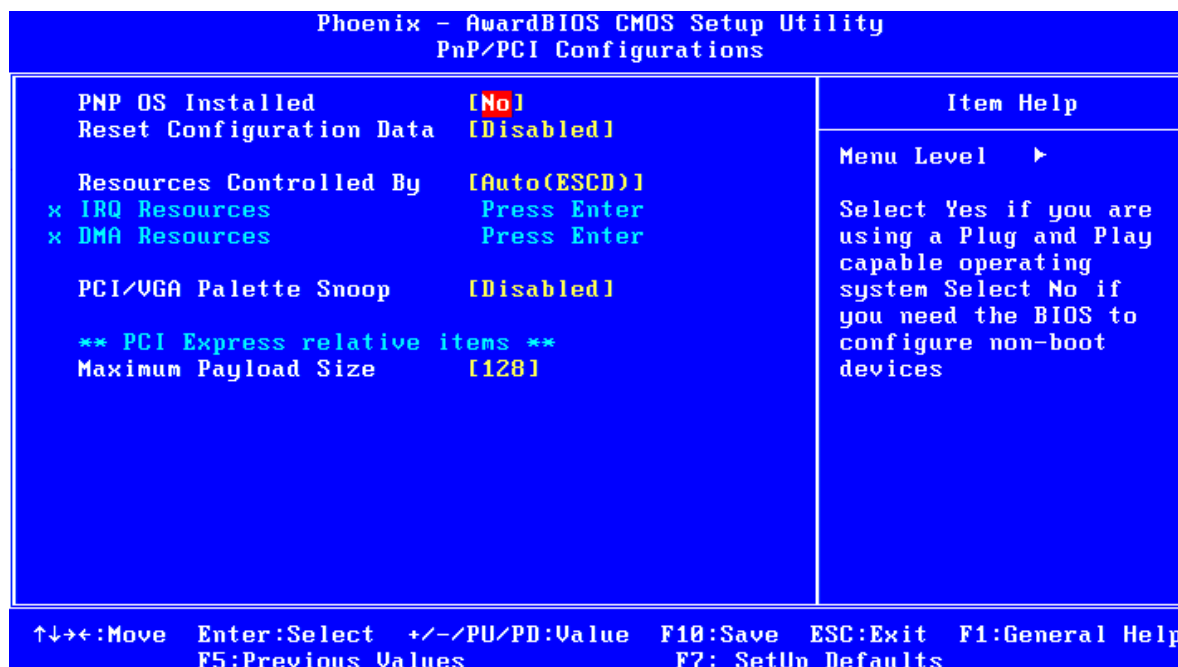 Phoenix - AwardBIOS CMOS Setup Utility
PnP/PCI Configurations
PNP OS Installed [No]
Reset Configuration Data [Disabled]
Resources Controlled By [Auto(ESCD)]
x IRQ Resources Press Enter
x DMA Resources Press Enter
PCI/VGA Palette Snoop [Disabled]
** PCI Express relative items **
Maximum Payload Size [128]
Item Help
Menu Level ►
Select Yes if you are
using a Plug and Play
capable operating
system Select No if
you need the BIOS to
configure non-boot
devices
↑↓→←:Move Enter:Select +/-/PU/PD:Value F10:Save ESC:Exit F1:General Help
F5:Previous Values F7: SetUp Defaults